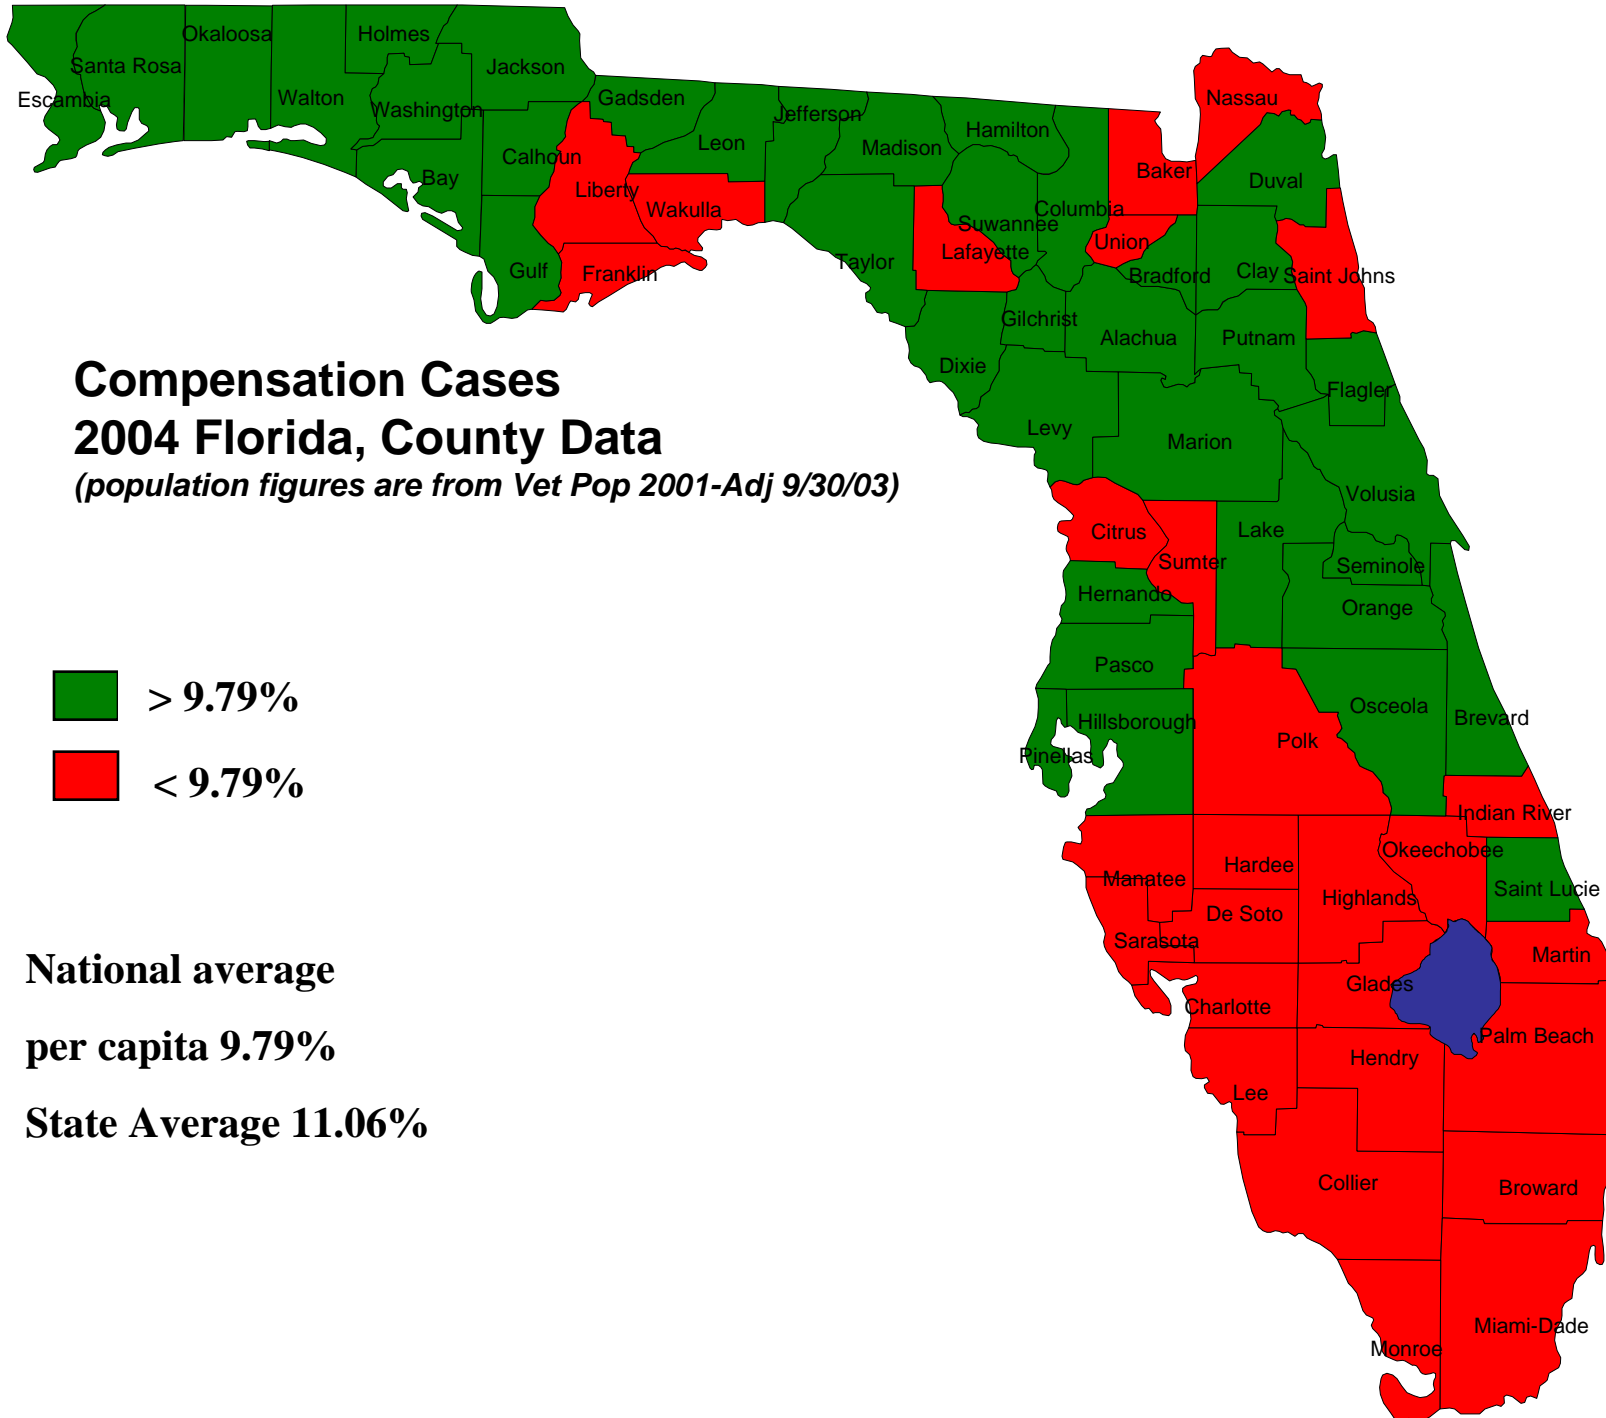 Okaloosa
Holmes
Santa Rosa
Jackson
Escambia
Walton
Washington
Gadsden
Jefferson
Nassau
Leon
Madison
Hamilton
Calhoun
Bay
Liberty
Baker
Duval
Wakulla
Columbia
Suwannee
Lafayette
Union
Taylor
Gulf
Franklin
Bradford
Clay
Saint Johns
Gilchrist
Alachua
Putnam
Dixie
Flagler
Compensation Cases
2004 Florida, County Data
(population figures are from Vet Pop 2001-Adj 9/30/03)
Levy
Marion
Volusia
Citrus
Lake
Sumter
Seminole
Hernando
Orange
Pasco
> 9.79%
Osceola
Brevard
Hillsborough
Polk
Pinellas
< 9.79%
Indian River
Okeechobee
Hardee
Manatee
Saint Lucie
Highlands
De Soto
Sarasota
Martin
National average
Glades
Charlotte
Palm Beach
per capita 9.79%
Hendry
Lee
State Average 11.06%
Collier
Broward
Miami-Dade
Monroe